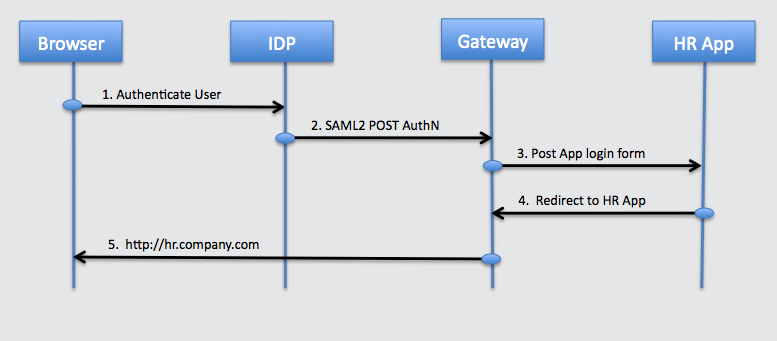 Browser
IDP
Gateway
HR App
1. Authenticate User
2. SAML2 POST AuthN
3. Post App login form
4. Redirect to HR App
5. http://hr.company.com